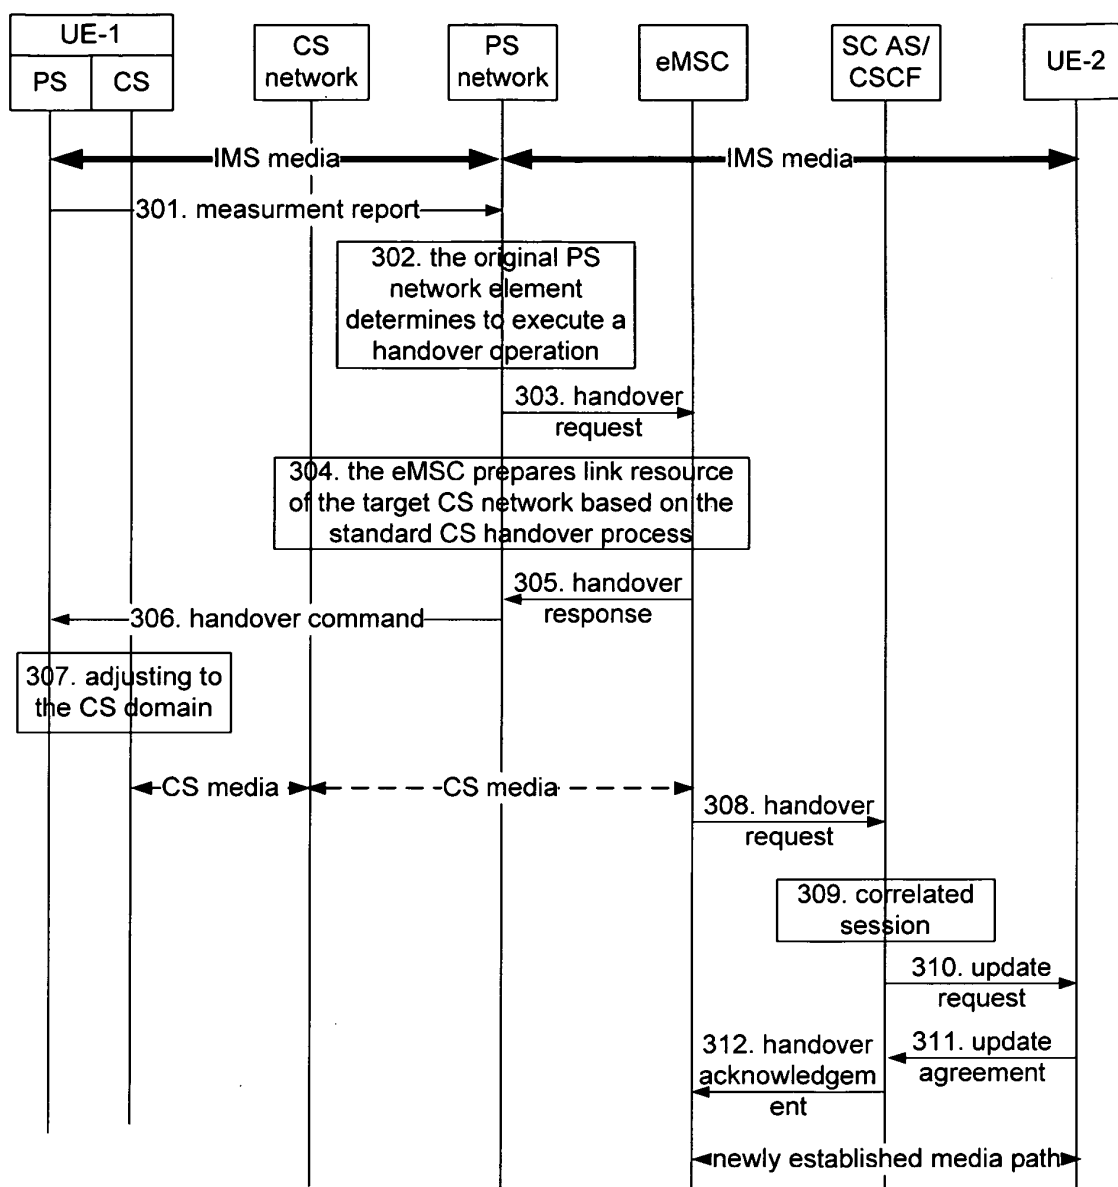 UE-1
PS
CS
CS
network
PS
network
eMSC
SC AS/
CSCF
UE-2
IMS media
IMS media
301. measurment report
302. the original PS
network element
determines to execute a
handover operation
303. handover
request
304. the eMSC prepares link resource
of the target CS network based on the
standard CS handover process
305. handover
response
306. handover command
307. adjusting to
the CS domain
CS media
CS media
308. handover
request
309. correlated
session
310. update
request
311. update
agreement
312. handover
acknowledgem
ent
newly established media path